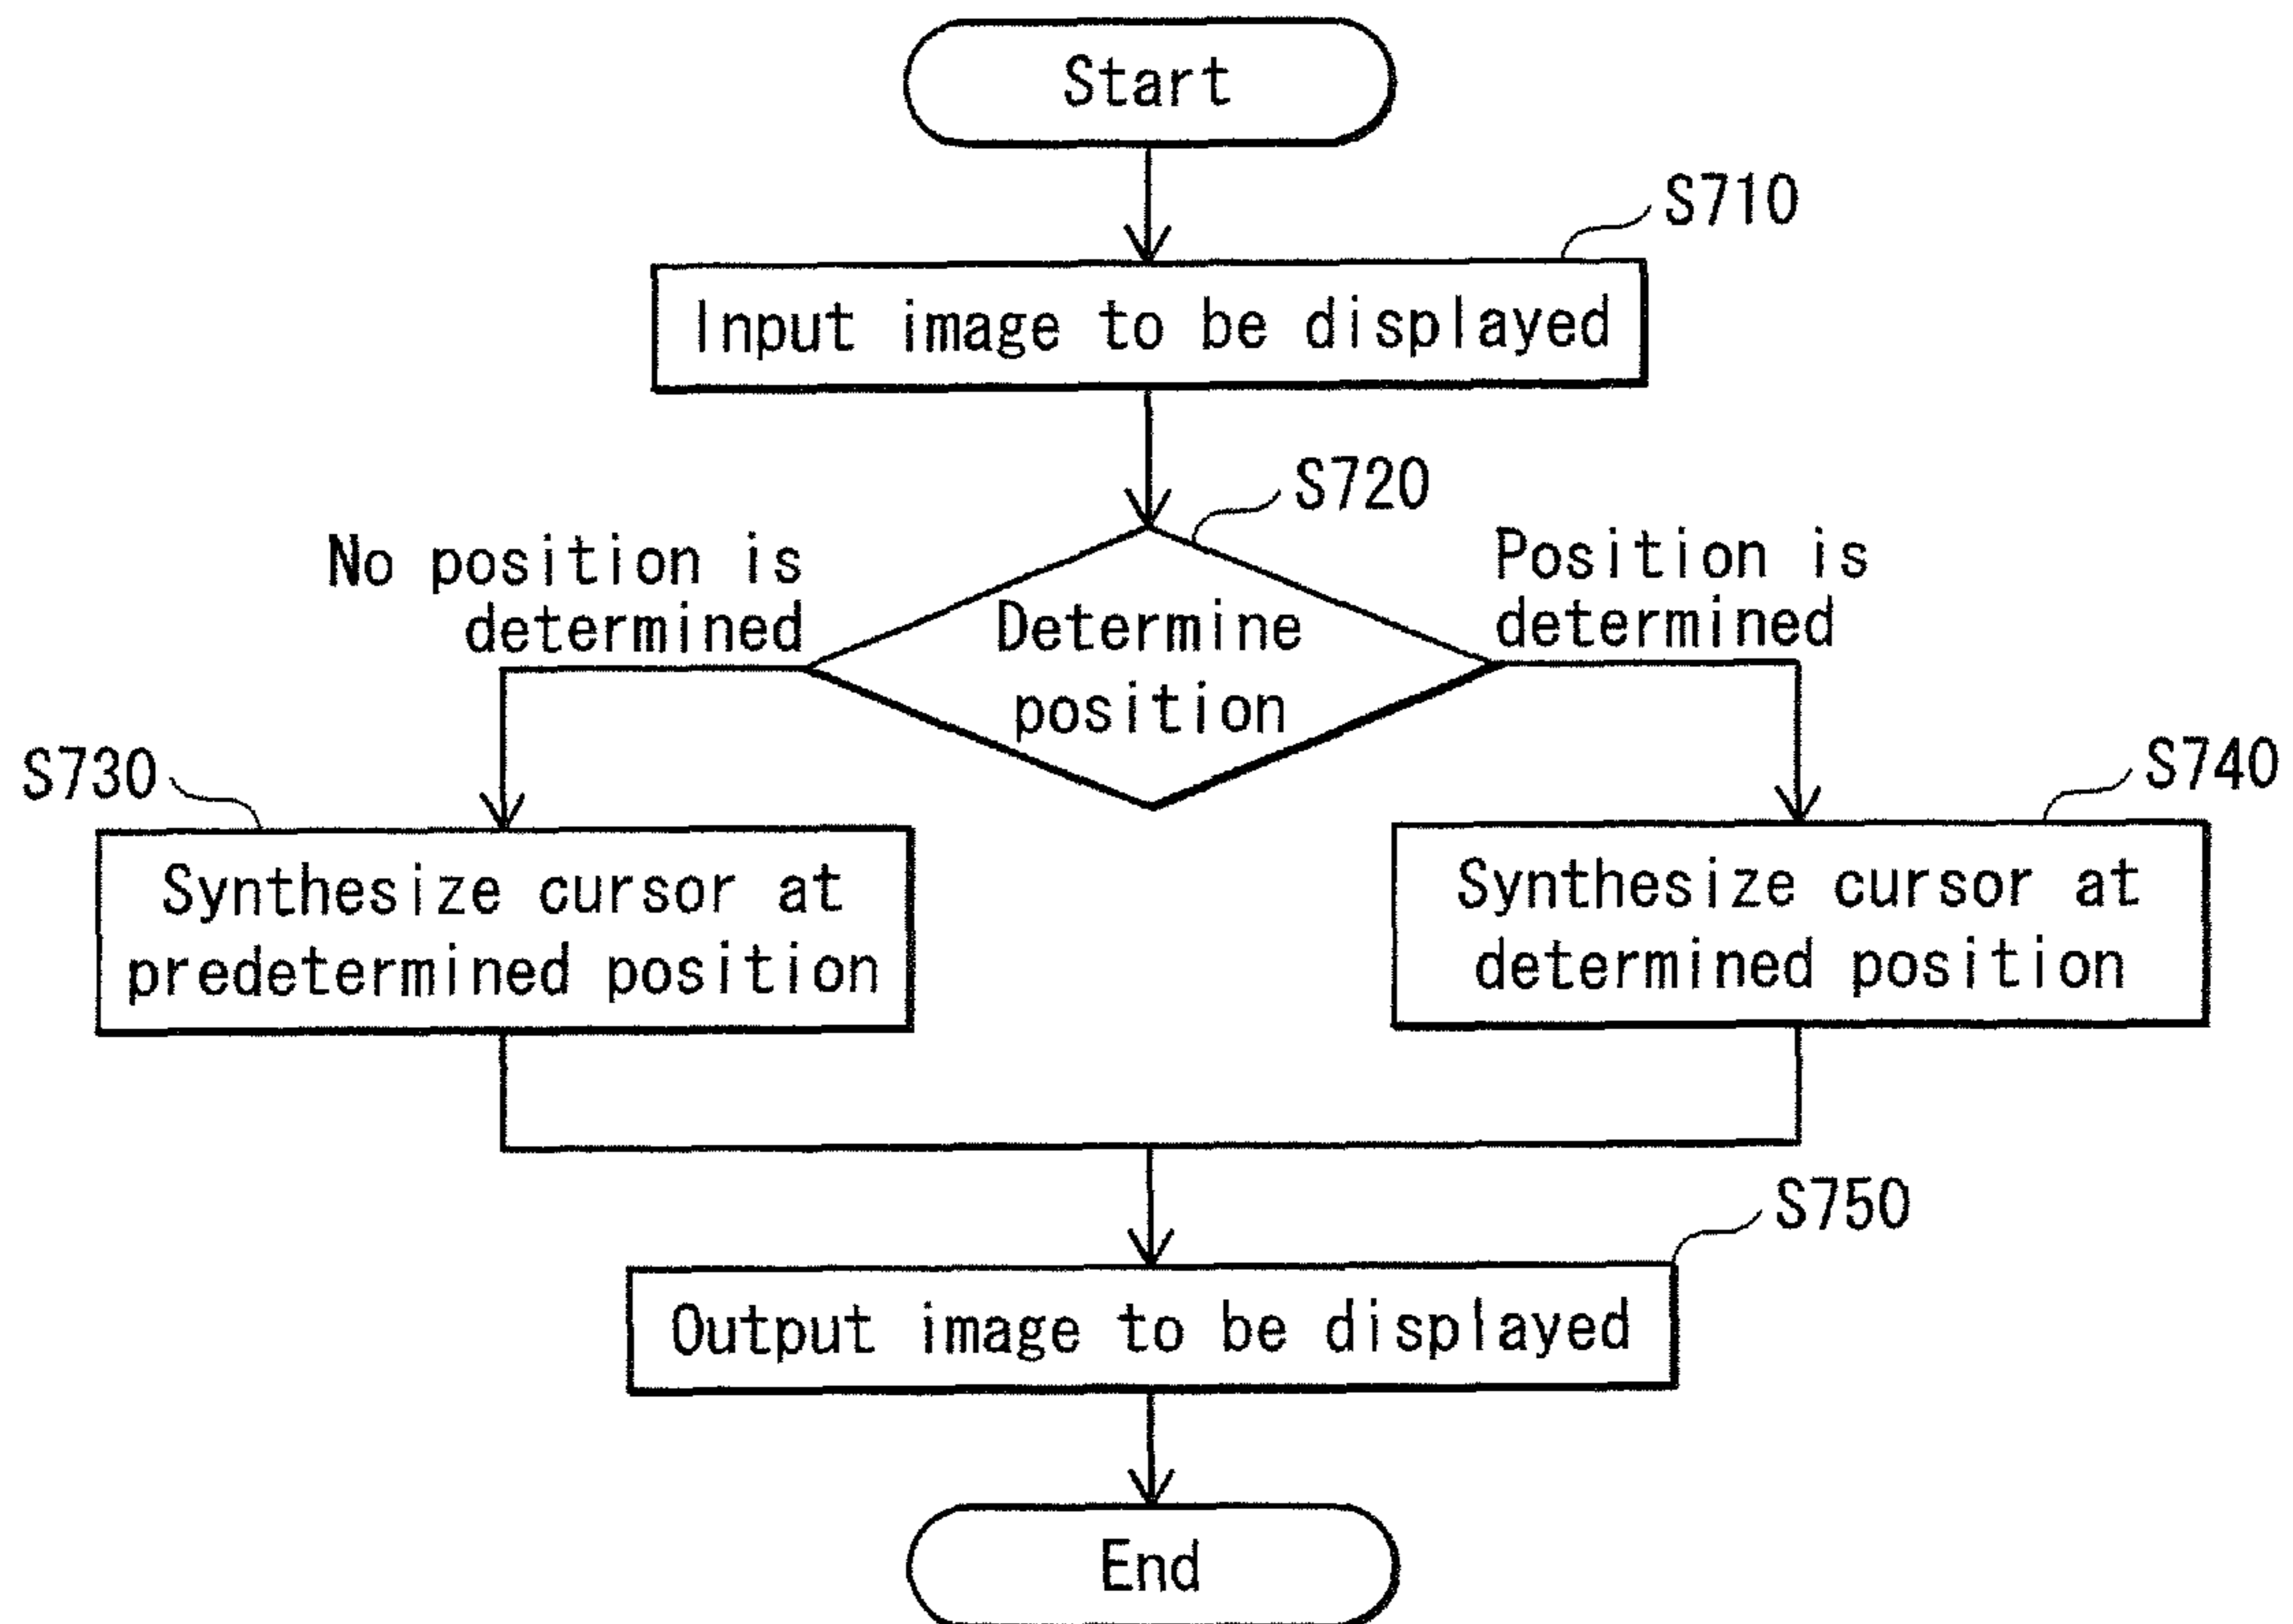 Start
S710
Input image to be displayed
S720
No position is
determined
Position is
determined
Determine
position
S730
S740
Synthesize cursor at
predetermined position
Synthesize cursor at
determined position
S750
Output image to be displayed
End